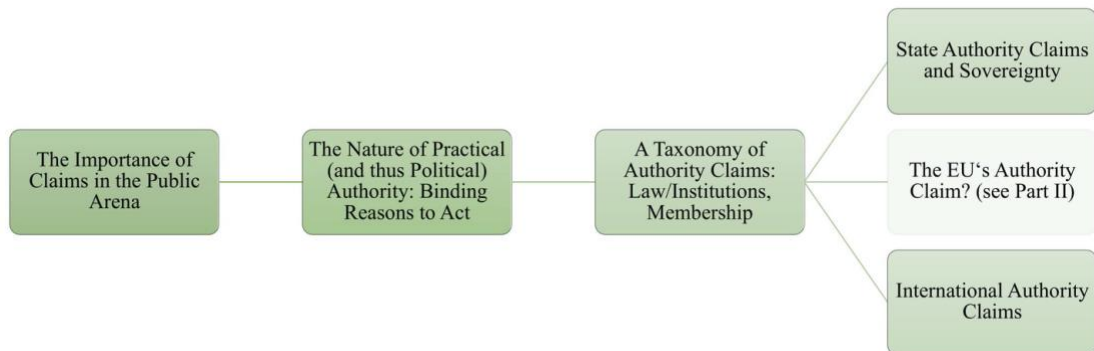 The Importance of
Claims in the Public
Arena
The Nature of Practical
(and thus Political)
Authority: Binding
Reasons to Act
A Taxonomy of
Authority Claims:
Law/Institutions,
Membership
State Authority Claims
and Sovereignty
The EU‘s Authority
Claim? (see Part II)
International Authority
Claims